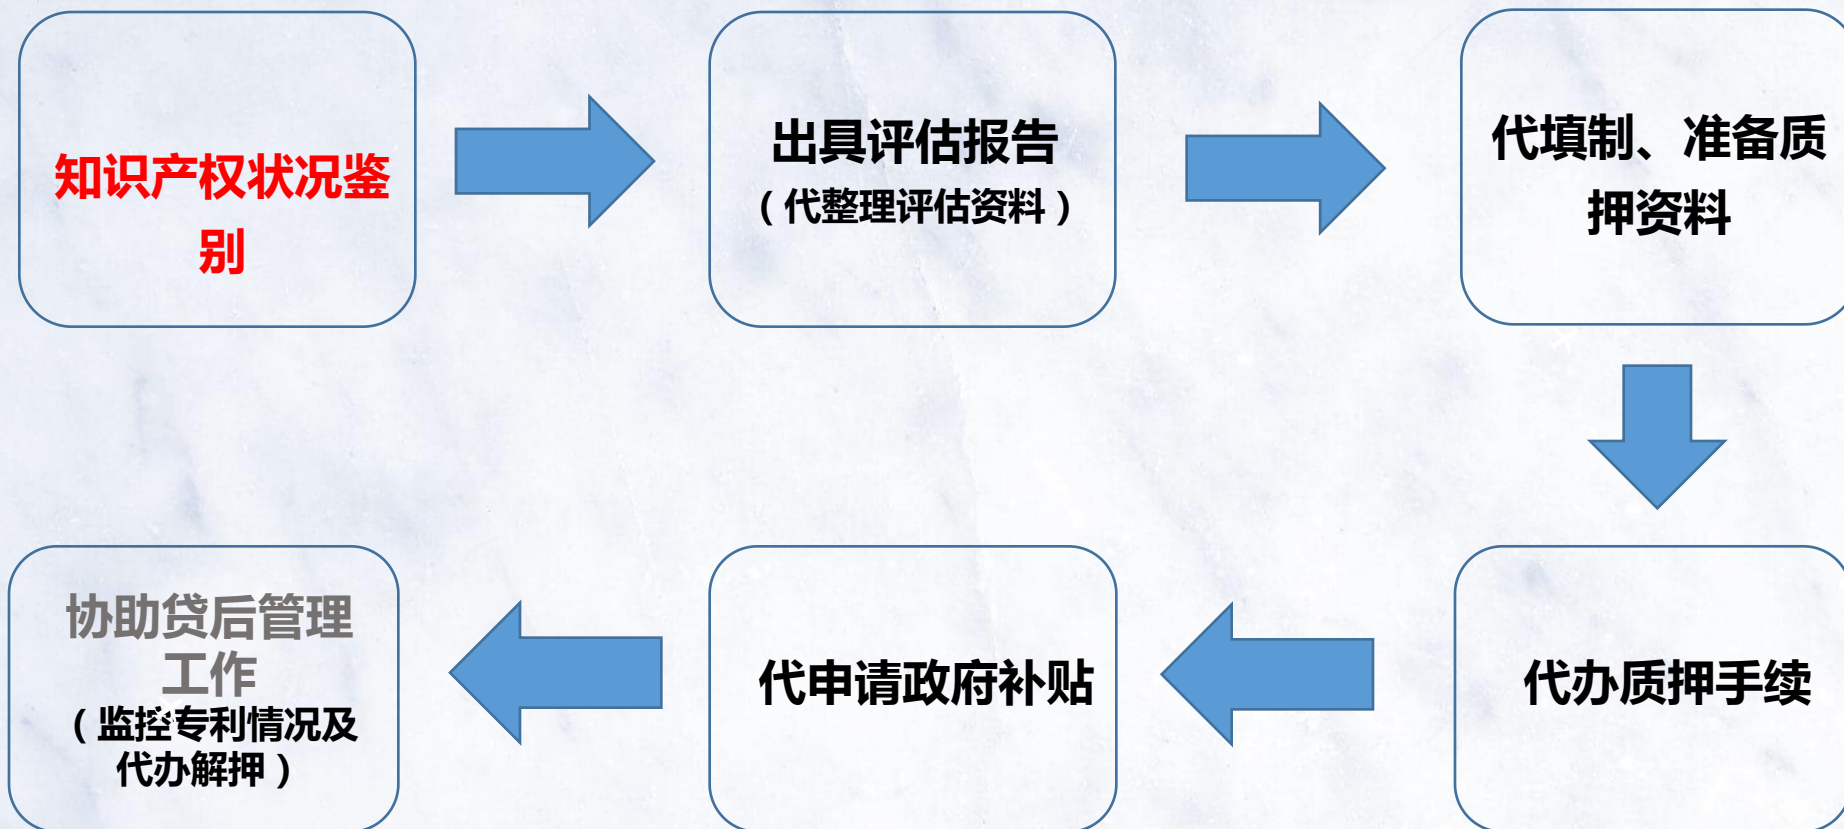 知识产权状况鉴
别
出具评估报告
（代整理评估资料）
代填制、准备质
押资料
代办质押手续
代申请政府补贴
协助贷后管理
工作
（监控专利情况及
代办解押）